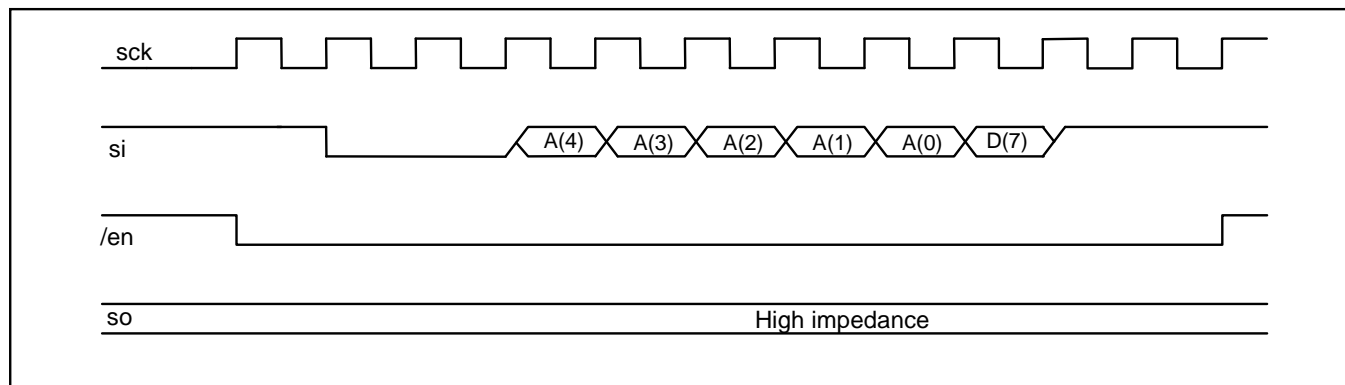 sck
si
A(4) A(3) A(2) A(1) A(0) D(7)
/en
so
High impedance